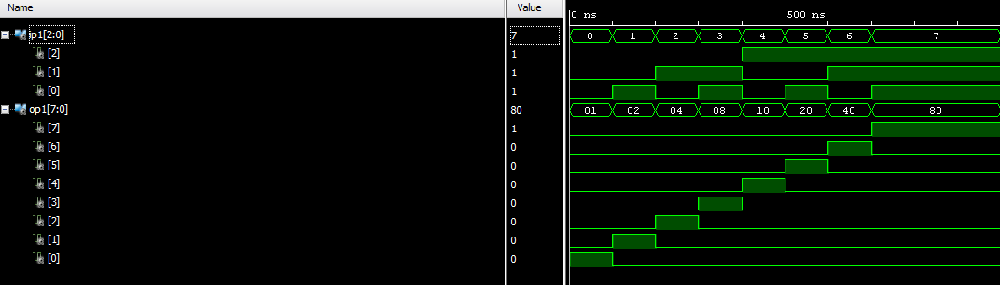 Name Value
0 ns 500 ns
ip1[2:0] 7 0 1 2 3 4 5 6 7
[2] 1
[1] 1
[0] 1
op1[7:0] 80 01 02 04 08 10 20 40 80
[7] 1
[6] 0
[5] 0
[4] 0
[3] 0
[2] 0
[1] 0
[0] 0